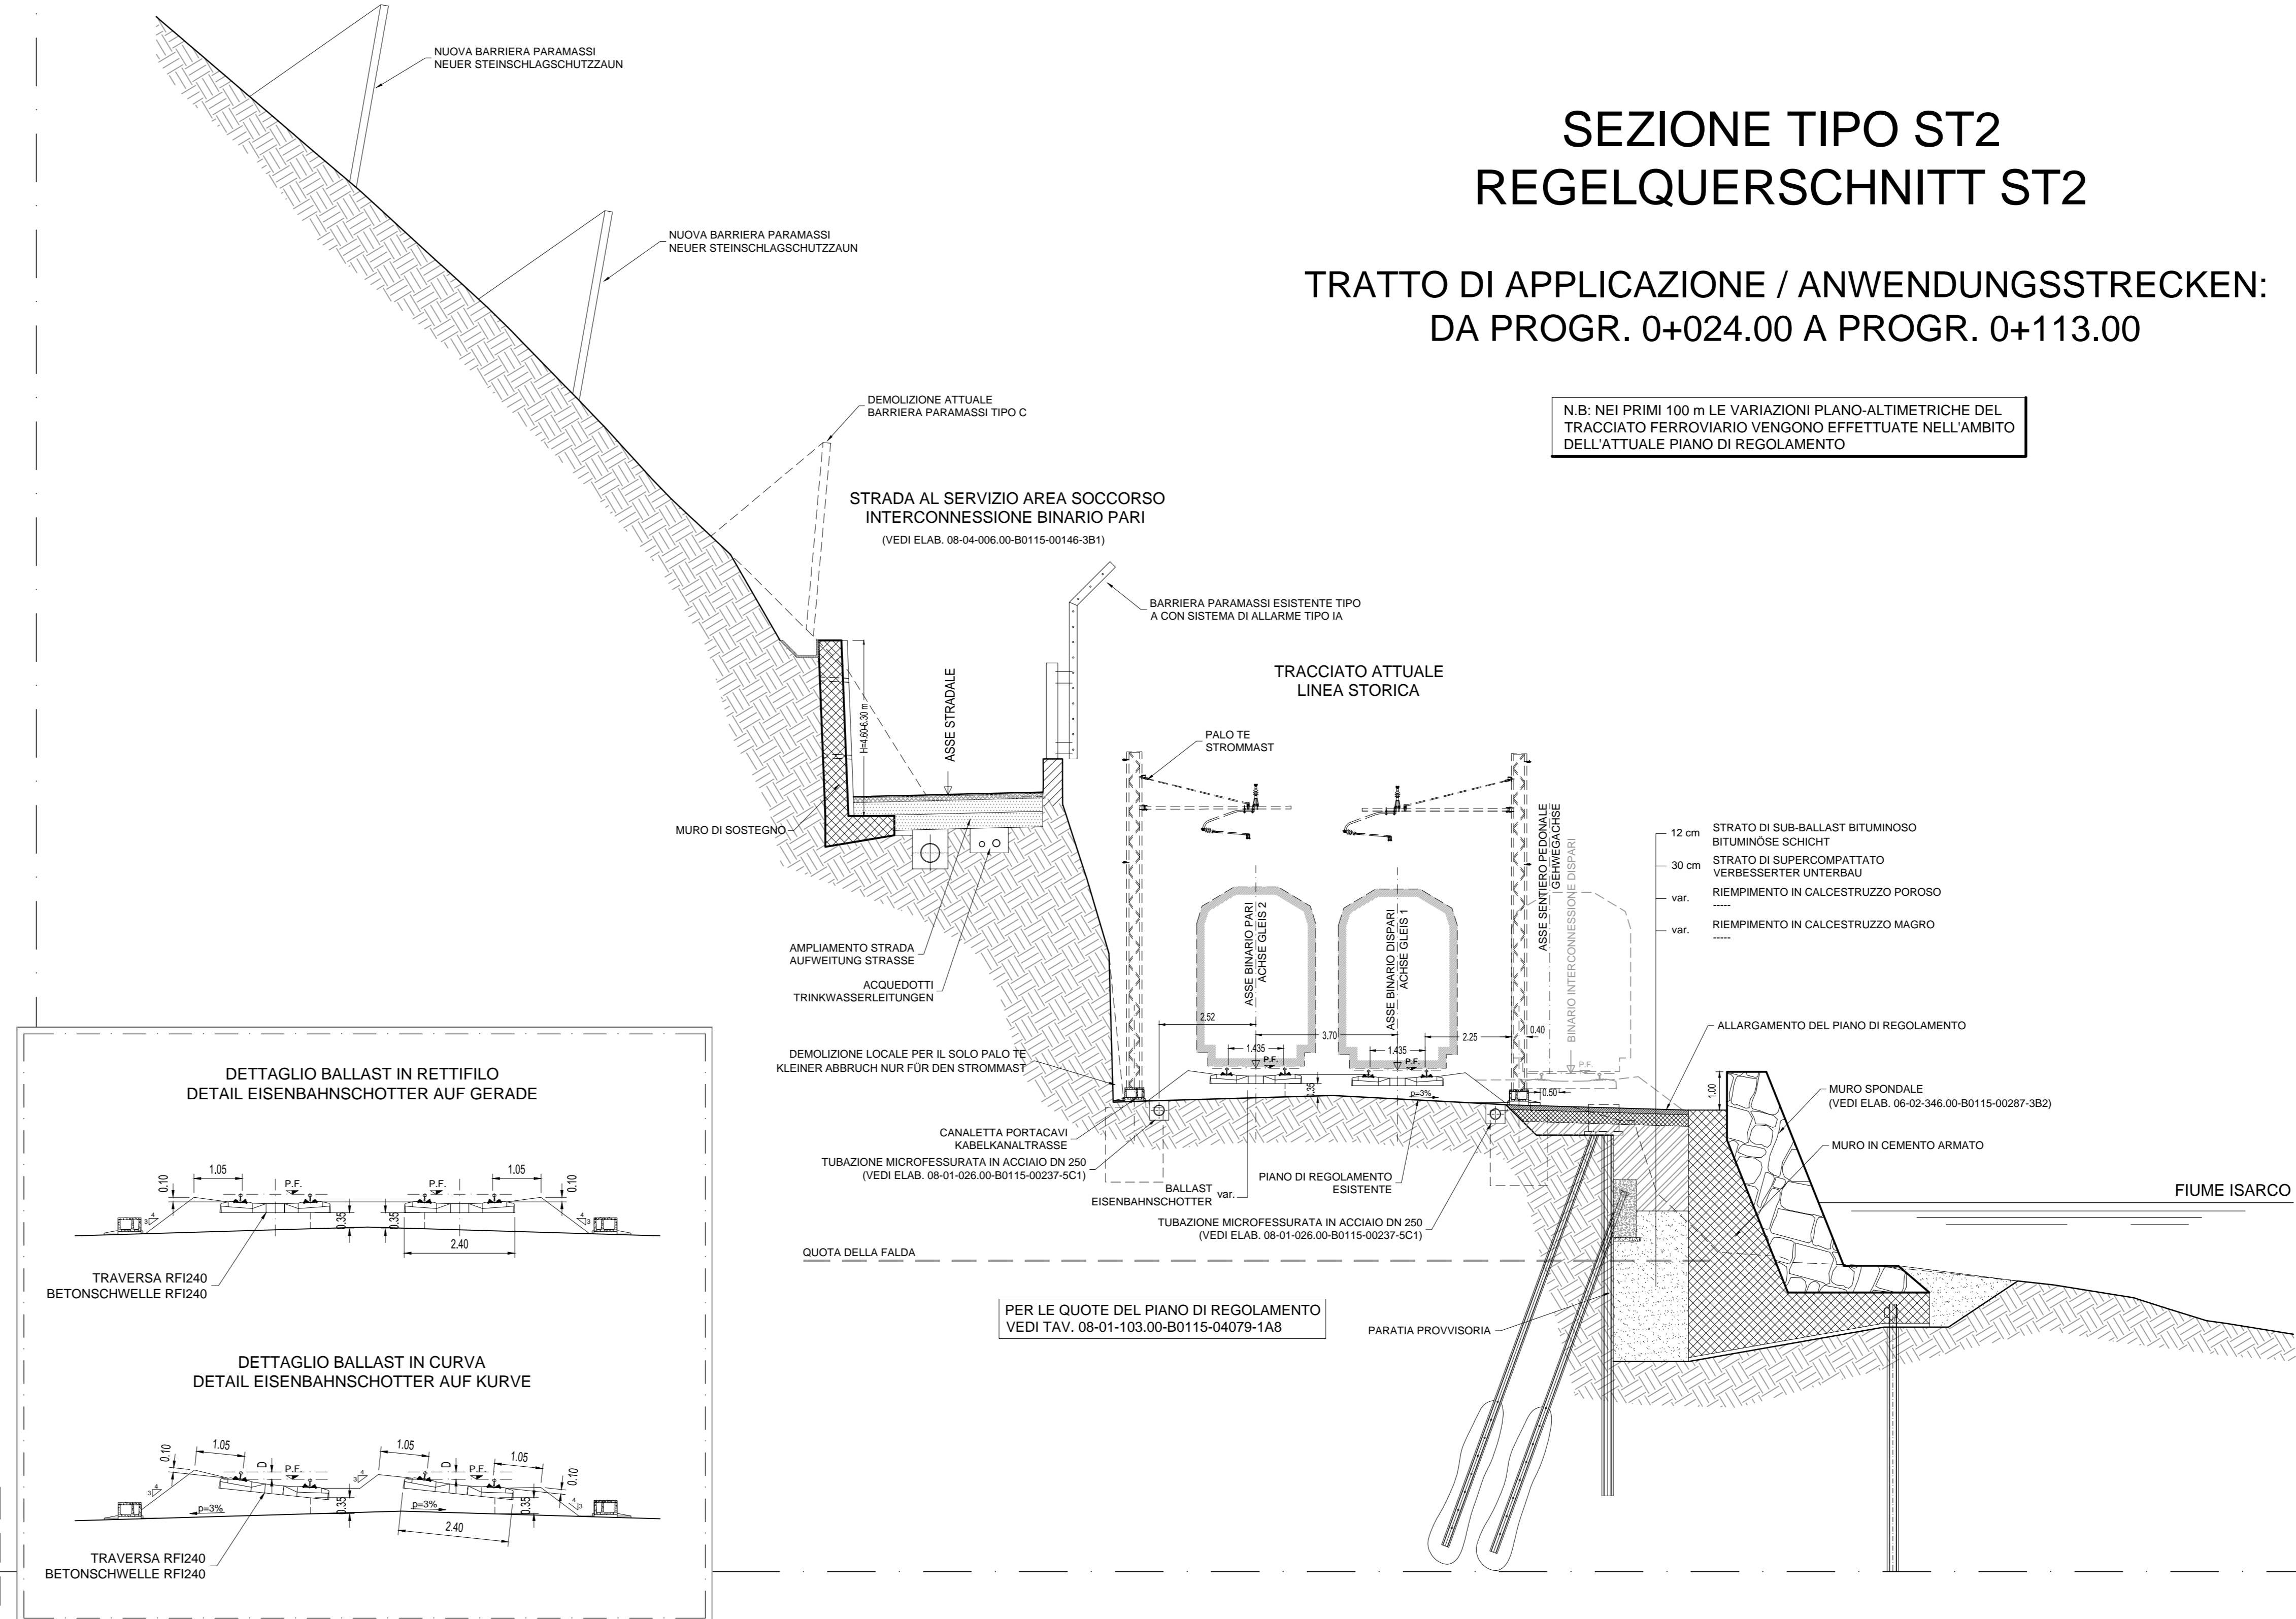 NUOVA BARRIERA PARAMASSI
NEUER STEINSCHLAGSCHUTZZAUN
SEZIONE TIPO ST2
REGELQUERSCHNITT ST2
NUOVA BARRIERA PARAMASSI
NEUER STEINSCHLAGSCHUTZZAUN
TRATTO DI APPLICAZIONE / ANWENDUNGSSTRECKEN:
DA PROGR. 0+024.00 A PROGR. 0+113.00
DEMOLIZIONE ATTUALE
BARRIERA PARAMASSI TIPO C
N.B: NEI PRIMI 100 m LE VARIAZIONI PLANO-ALTIMETRICHE DEL
TRACCIATO FERROVIARIO VENGONO EFFETTUATE NELL'AMBITO
DELL'ATTUALE PIANO DI REGOLAMENTO
STRADA AL SERVIZIO AREA SOCCORSO
INTERCONNESSIONE BINARIO PARI
(VEDI ELAB. 08-04-006.00-B0115-00146-3B1)
BARRIERA PARAMASSI ESISTENTE TIPO
A CON SISTEMA DI ALLARME TIPO IA
TRACCIATO ATTUALE
LINEA STORICA
H=4.60-6.30 m
ASSE STRADALE
PALO TE
STROMMAST
MURO DI SOSTEGNO
AMPLIAMENTO STRADA
AUFWEITUNG STRASSE
ACQUEDOTTI
TRINKWASSERLEITUNGEN
ASSE BINARIO PARI
ACHSE GLEIS 2
ASSE BINARIO DISPARI
ACHSE GLEIS 1
ASSE SENTIERO PEDONALE
GEHWEGACHSE
BINARIO INTERCONNESSIONE DISPARI
12 cm STRATO DI SUB-BALLAST BITUMINOSO
BITUMINÖSE SCHICHT
30 cm STRATO DI SUPERCOMPATTATO
VERBESSERTER UNTERBAU
var. RIEMPIMENTO IN CALCESTRUZZO POROSO
-----
var. RIEMPIMENTO IN CALCESTRUZZO MAGRO
-----
2.52
3.70
2.25
0.40
1.435
1.435
P.F.
P.F.
P.F.
0.35
p=3%
0.50
1.00
ALLARGAMENTO DEL PIANO DI REGOLAMENTO
MURO SPONDALE
(VEDI ELAB. 06-02-346.00-B0115-00287-3B2)
MURO IN CEMENTO ARMATO
FIUME ISARCO
DEMOLIZIONE LOCALE PER IL SOLO PALO TE
KLEINER ABBRUCH NUR FÜR DEN STROMMAST
CANALETTA PORTACAVI
KABELKANALTRASSE
TUBAZIONE MICROFESSURATA IN ACCIAIO DN 250
(VEDI ELAB. 08-01-026.00-B0115-00237-5C1)
BALLAST
EISENBAHNSCHOTTER
var.
PIANO DI REGOLAMENTO
ESISTENTE
TUBAZIONE MICROFESSURATA IN ACCIAIO DN 250
(VEDI ELAB. 08-01-026.00-B0115-00237-5C1)
QUOTA DELLA FALDA
PER LE QUOTE DEL PIANO DI REGOLAMENTO
VEDI TAV. 08-01-103.00-B0115-04079-1A8
PARATIA PROVVISORIA
DETTAGLIO BALLAST IN RETTIFILO
DETAIL EISENBAHNSCHOTTER AUF GERADE
0.10
1.05
P.F.
P.F.
1.05
0.10
3
4
0.35
0.35
4
3
2.40
TRAVERSA RFI240
BETONSCHWELLE RFI240
DETTAGLIO BALLAST IN CURVA
DETAIL EISENBAHNSCHOTTER AUF KURVE
0.10
1.05
D
P.F.
1.05
D
P.F.
1.05
0.10
3
4
3
4
4
3
p=3%
0.35
p=3%
0.35
2.40
TRAVERSA RFI240
BETONSCHWELLE RFI240